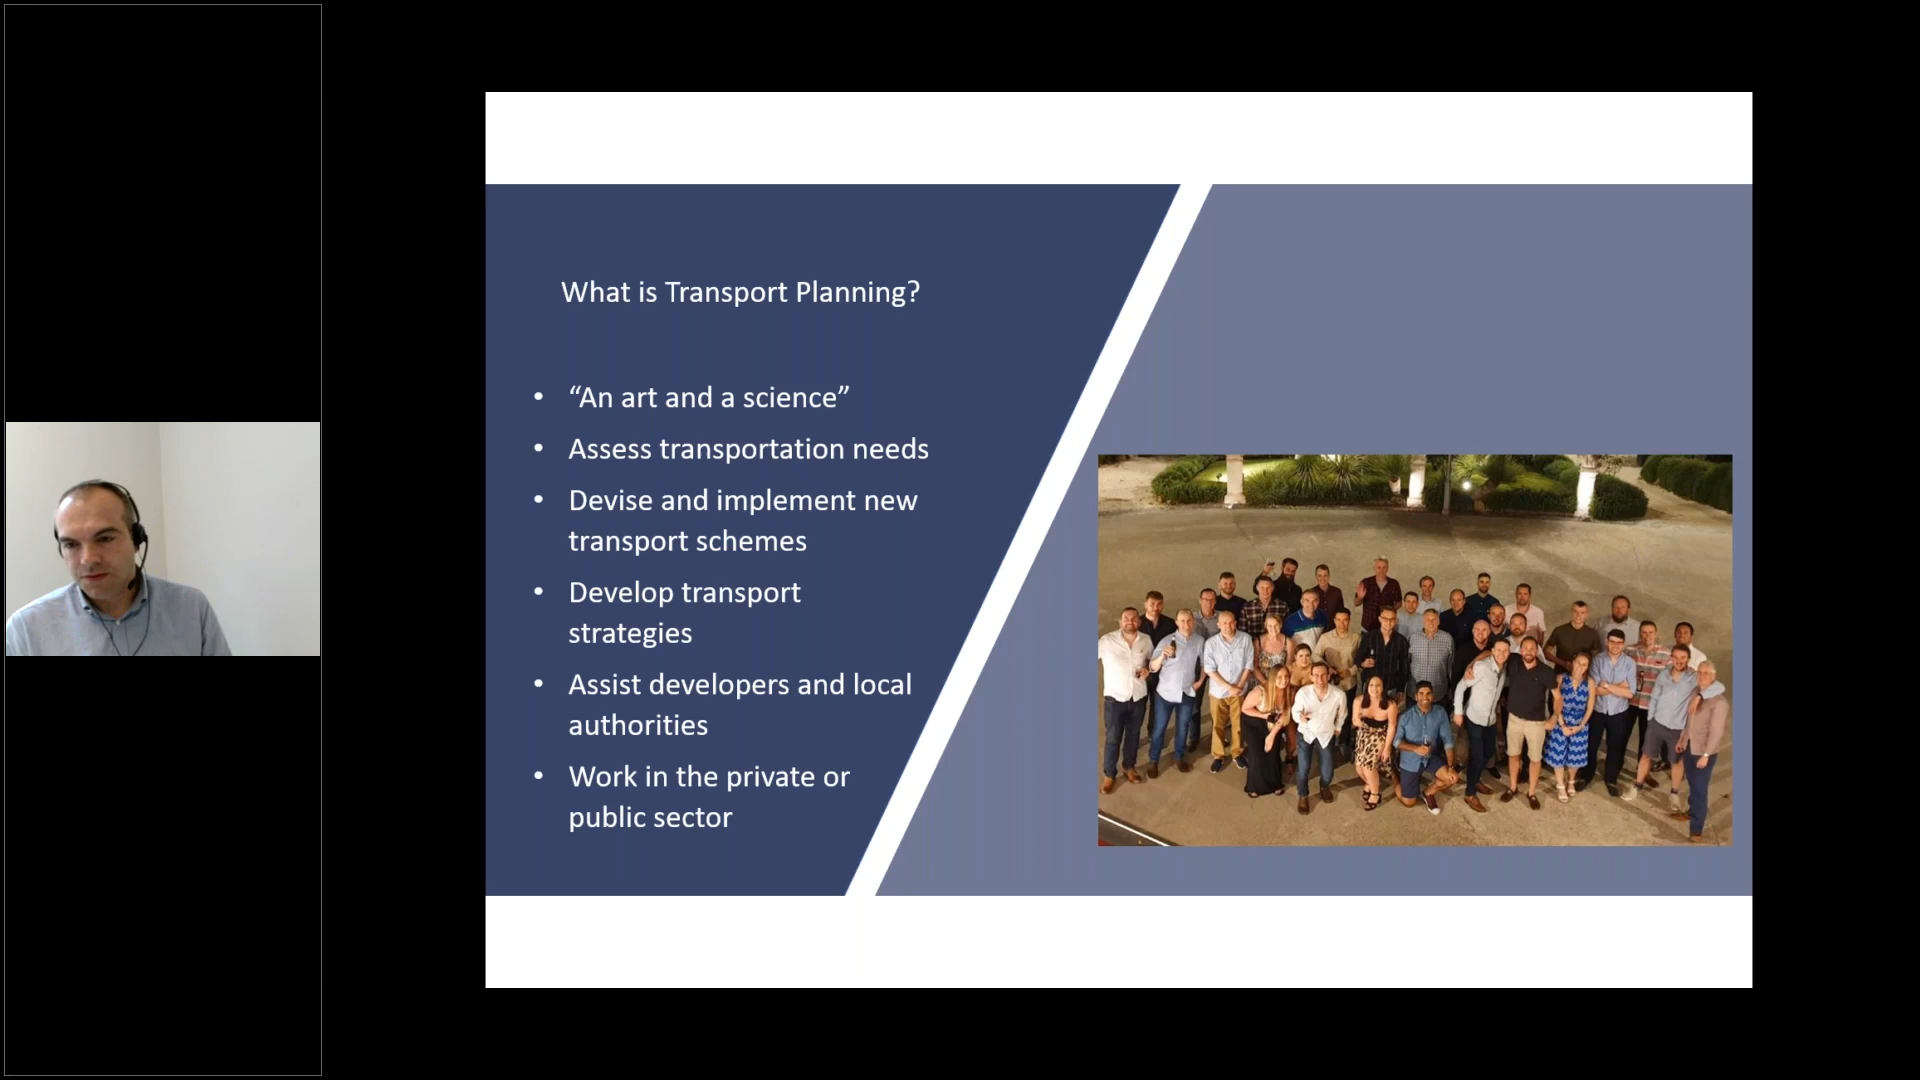 What is Transport Planning?
• “An art and a science”
• Assess transportation needs
• Devise and implement new
transport schemes
• Develop transport
strategies
• Assist developers and local
authorities
• Work in the private or
public sector